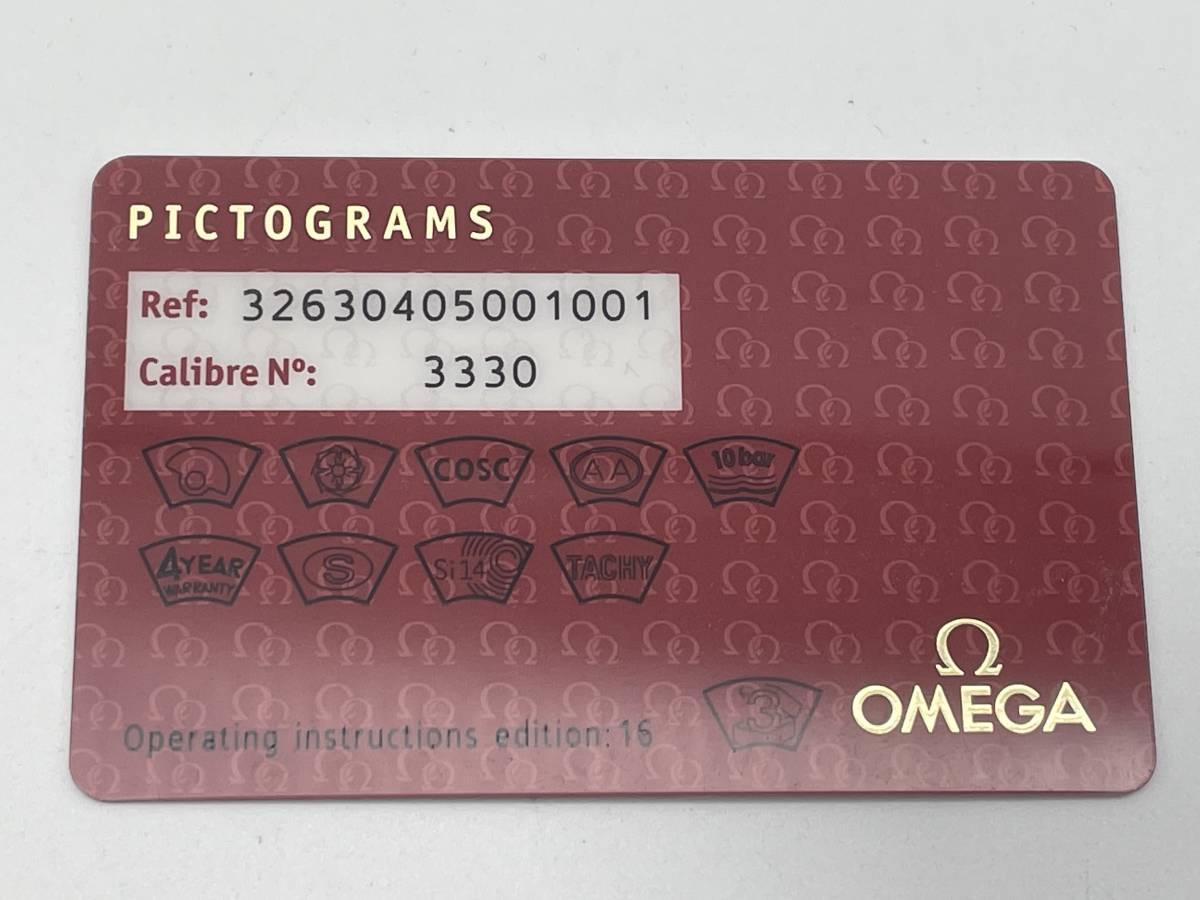 PICTOGRAMS
Ref: 32630405001001
Calibre Nº: 3330
COSC AA 10 bar
4 YEAR WARRANTY S Si14 TACHY
3
Operating instructions edition: 16
Ω
OMEGA